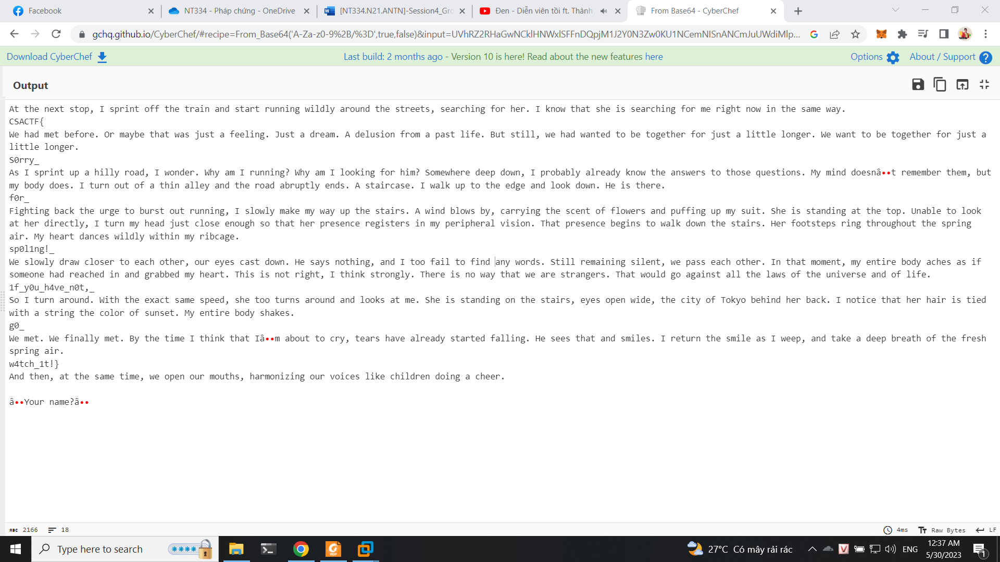 Facebook
NT334 - Pháp chứng - OneDrive
[NT334.N21.ANTN]-Session4_Gro
Đen - Diễn viên tồi ft. Thành
From Base64 - CyberChef
gchq.github.io/CyberChef/#recipe=From_Base64('A-Za-z0-9%2B/%3D',true,false)&input=UVhRZ2RHaGwNCklHNWxlSFFnDQpjM1J2Y0N3Zw0KU1NCemNISnANCmJuUWdiMlp...
Download CyberChef
Last build: 2 months ago - Version 10 is here! Read about the new features here
Options
About / Support
Output
At the next stop, I sprint off the train and start running wildly around the streets, searching for her. I know that she is searching for me right now in the same way.
CSACTF{
We had met before. Or maybe that was just a feeling. Just a dream. A delusion from a past life. But still, we had wanted to be together for just a little longer. We want to be together for just a
little longer.
S0rry_
As I sprint up a hilly road, I wonder. Why am I running? Why am I looking for him? Somewhere deep down, I probably already know the answers to those questions. My mind doesnâ••t remember them, but
my body does. I turn out of a thin alley and the road abruptly ends. A staircase. I walk up to the edge and look down. He is there.
f0r_
Fighting back the urge to burst out running, I slowly make my way up the stairs. A wind blows by, carrying the scent of flowers and puffing up my suit. She is standing at the top. Unable to look
at her directly, I turn my head just close enough so that her presence registers in my peripheral vision. That presence begins to walk down the stairs. Her footsteps ring throughout the spring
air. My heart dances wildly within my ribcage.
sp0l1ng!_
We slowly draw closer to each other, our eyes cast down. He says nothing, and I too fail to find any words. Still remaining silent, we pass each other. In that moment, my entire body aches as if
someone had reached in and grabbed my heart. This is not right, I think strongly. There is no way that we are strangers. That would go against all the laws of the universe and of life.
1f_y0u_h4ve_n0t,_
So I turn around. With the exact same speed, she too turns around and looks at me. She is standing on the stairs, eyes open wide, the city of Tokyo behind her back. I notice that her hair is tied
with a string the color of sunset. My entire body shakes.
g0_
We met. We finally met. By the time I think that Iâ••m about to cry, tears have already started falling. He sees that and smiles. I return the smile as I weep, and take a deep breath of the fresh
spring air.
w4tch_1t!}
And then, at the same time, we open our mouths, harmonizing our voices like children doing a cheer.
â••Your name?â••
ABC 2166
18
4ms
Raw Bytes
LF
Type here to search
27°C Có mây rải rác
ENG
12:37 AM
5/30/2023
1